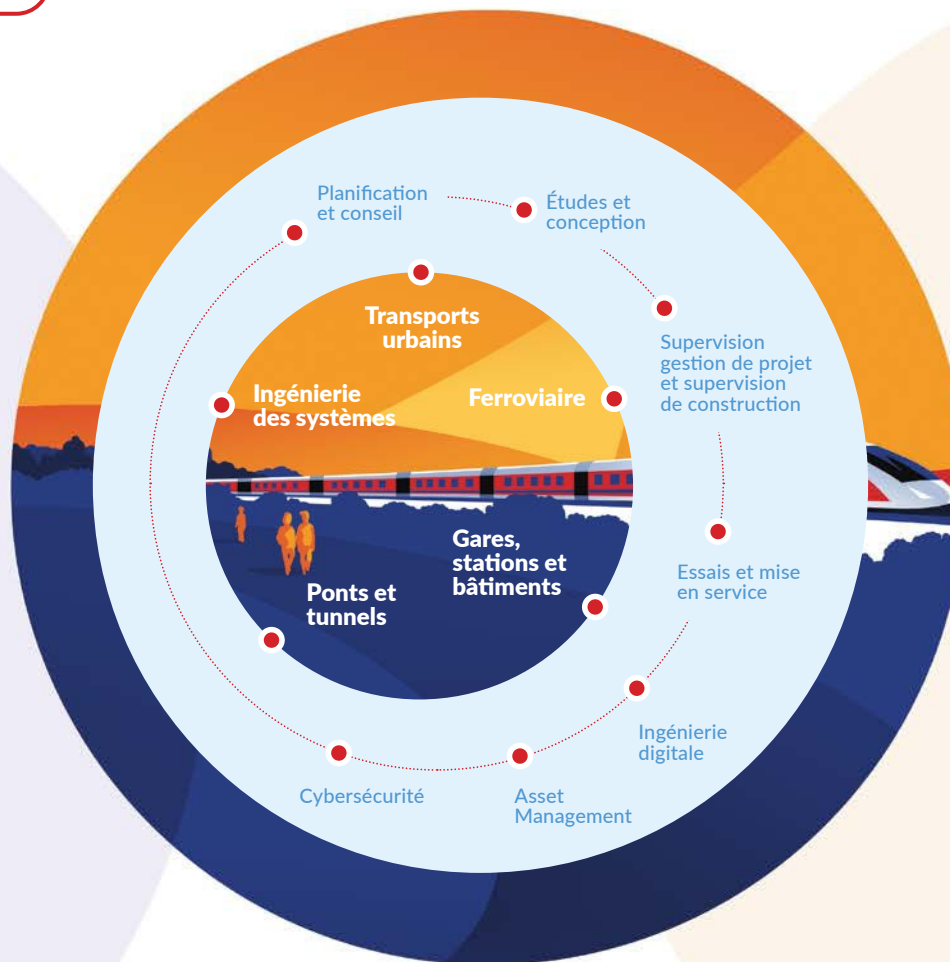 Planification
et conseil
Études et
conception
Transports
urbains
Supervision
gestion de projet
et supervision
de construction
Ingénierie
des systèmes
Ferroviaire
Gares,
stations et
bâtiments
Essais et mise
en service
Ponts et
tunnels
Ingénierie
digitale
Cybersécurité
Asset
Management